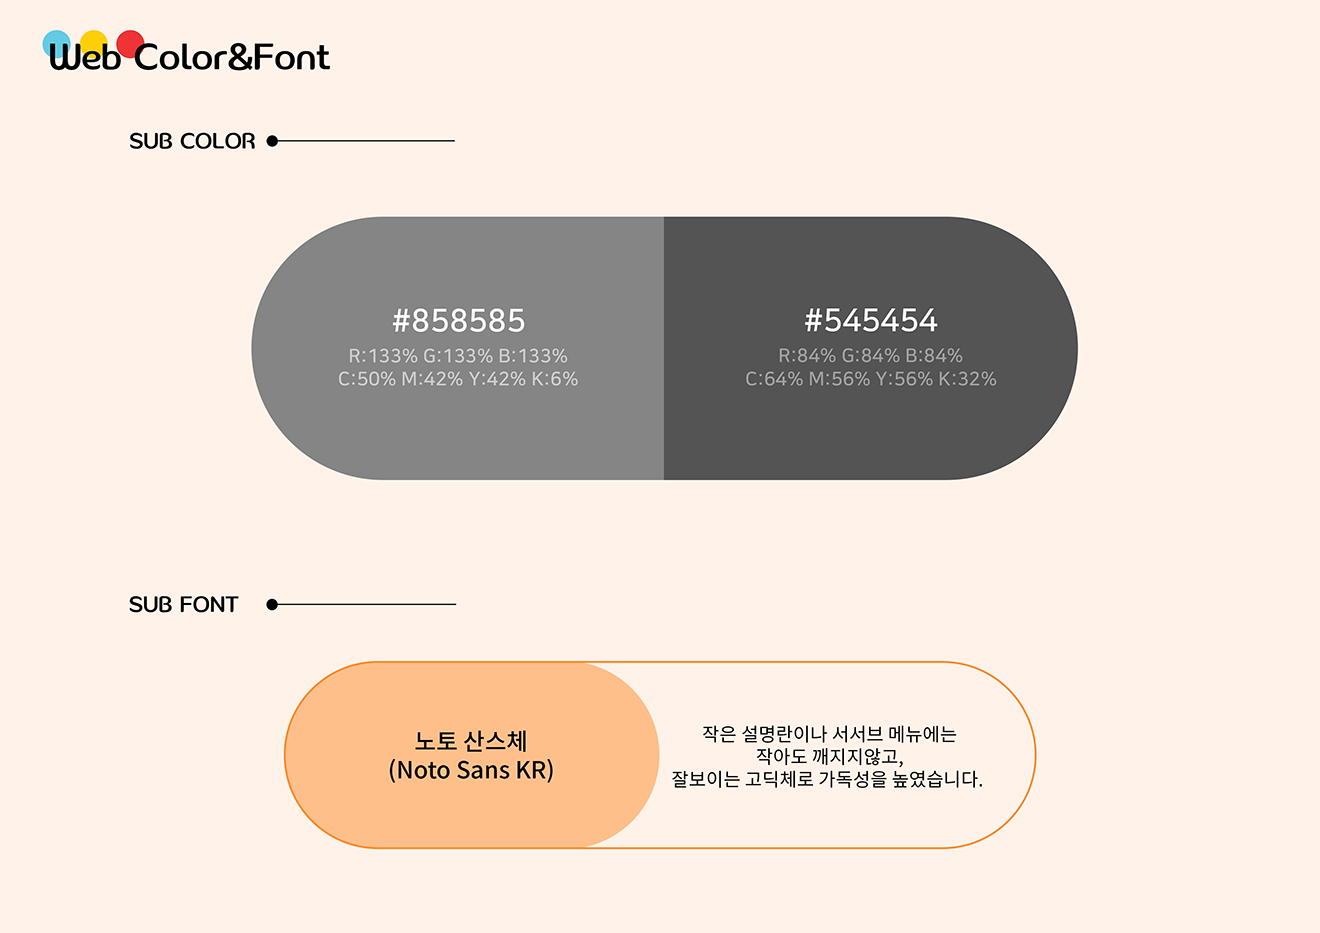 Web Color&Font
SUB COLOR
#858585
R:133% G:133% B:133%
C:50% M:42% Y:42% K:6%
#545454
R:84% G:84% B:84%
C:64% M:56% Y:56% K:32%
SUB FONT
노토 산스체
(Noto Sans KR)
작은 설명란이나 서서브 메뉴에는
작아도 깨지지않고,
잘보이는 고딕체로 가독성을 높였습니다.